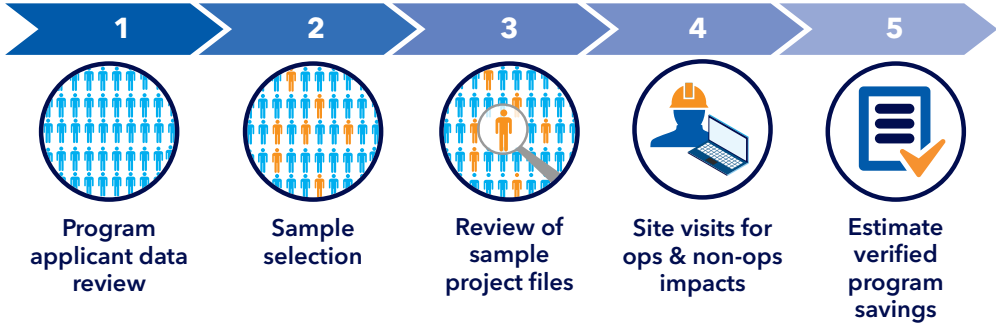 1
2
3
4
5
Program
applicant data
review
Sample
selection
Review of
sample
project files
Site visits for
ops & non-ops
impacts
Estimate
verified
program
savings